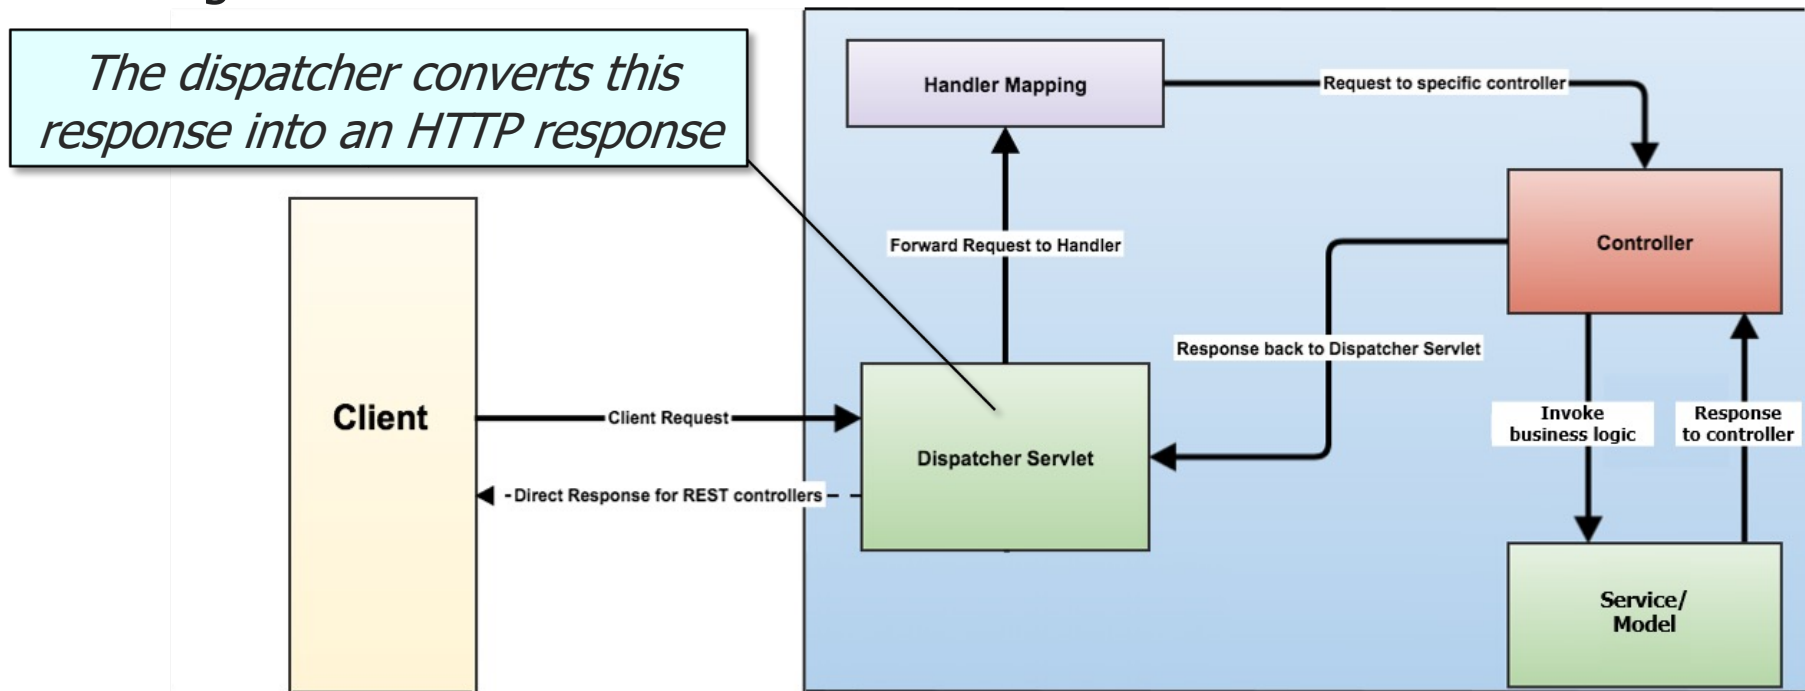 The dispatcher converts this
response into an HTTP response
Handler Mapping
Request to specific controller
Forward Request to Handler
Controller
Response back to Dispatcher Servlet
Client
Client Request
Dispatcher Servlet
Direct Response for REST controllers
Invoke
business logic
Response
to controller
Service/
Model